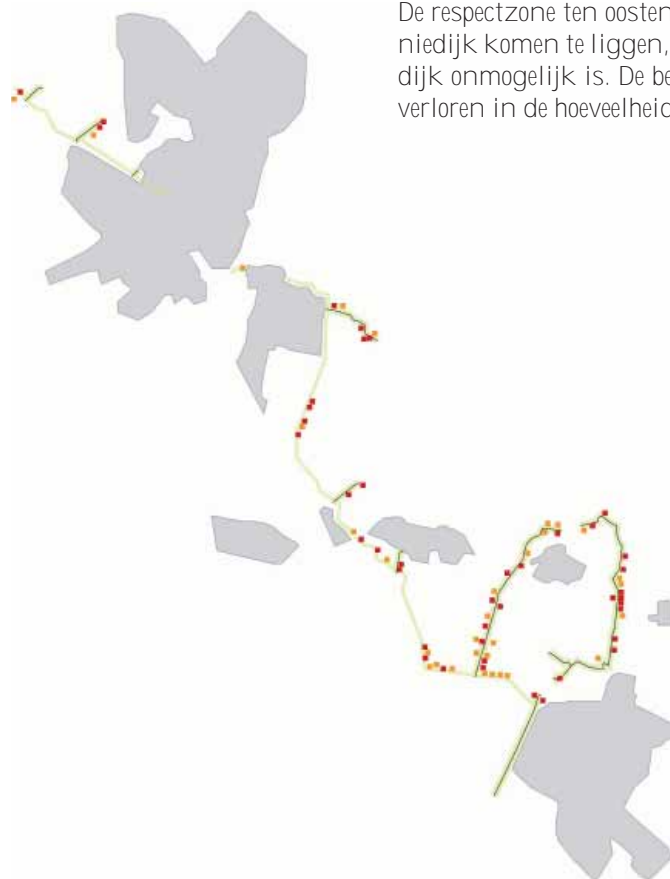 De respectzone ten oosten
niedijk komen te liggen,
dijk onmogelijk is. De be
verloren in de hoeveelheid